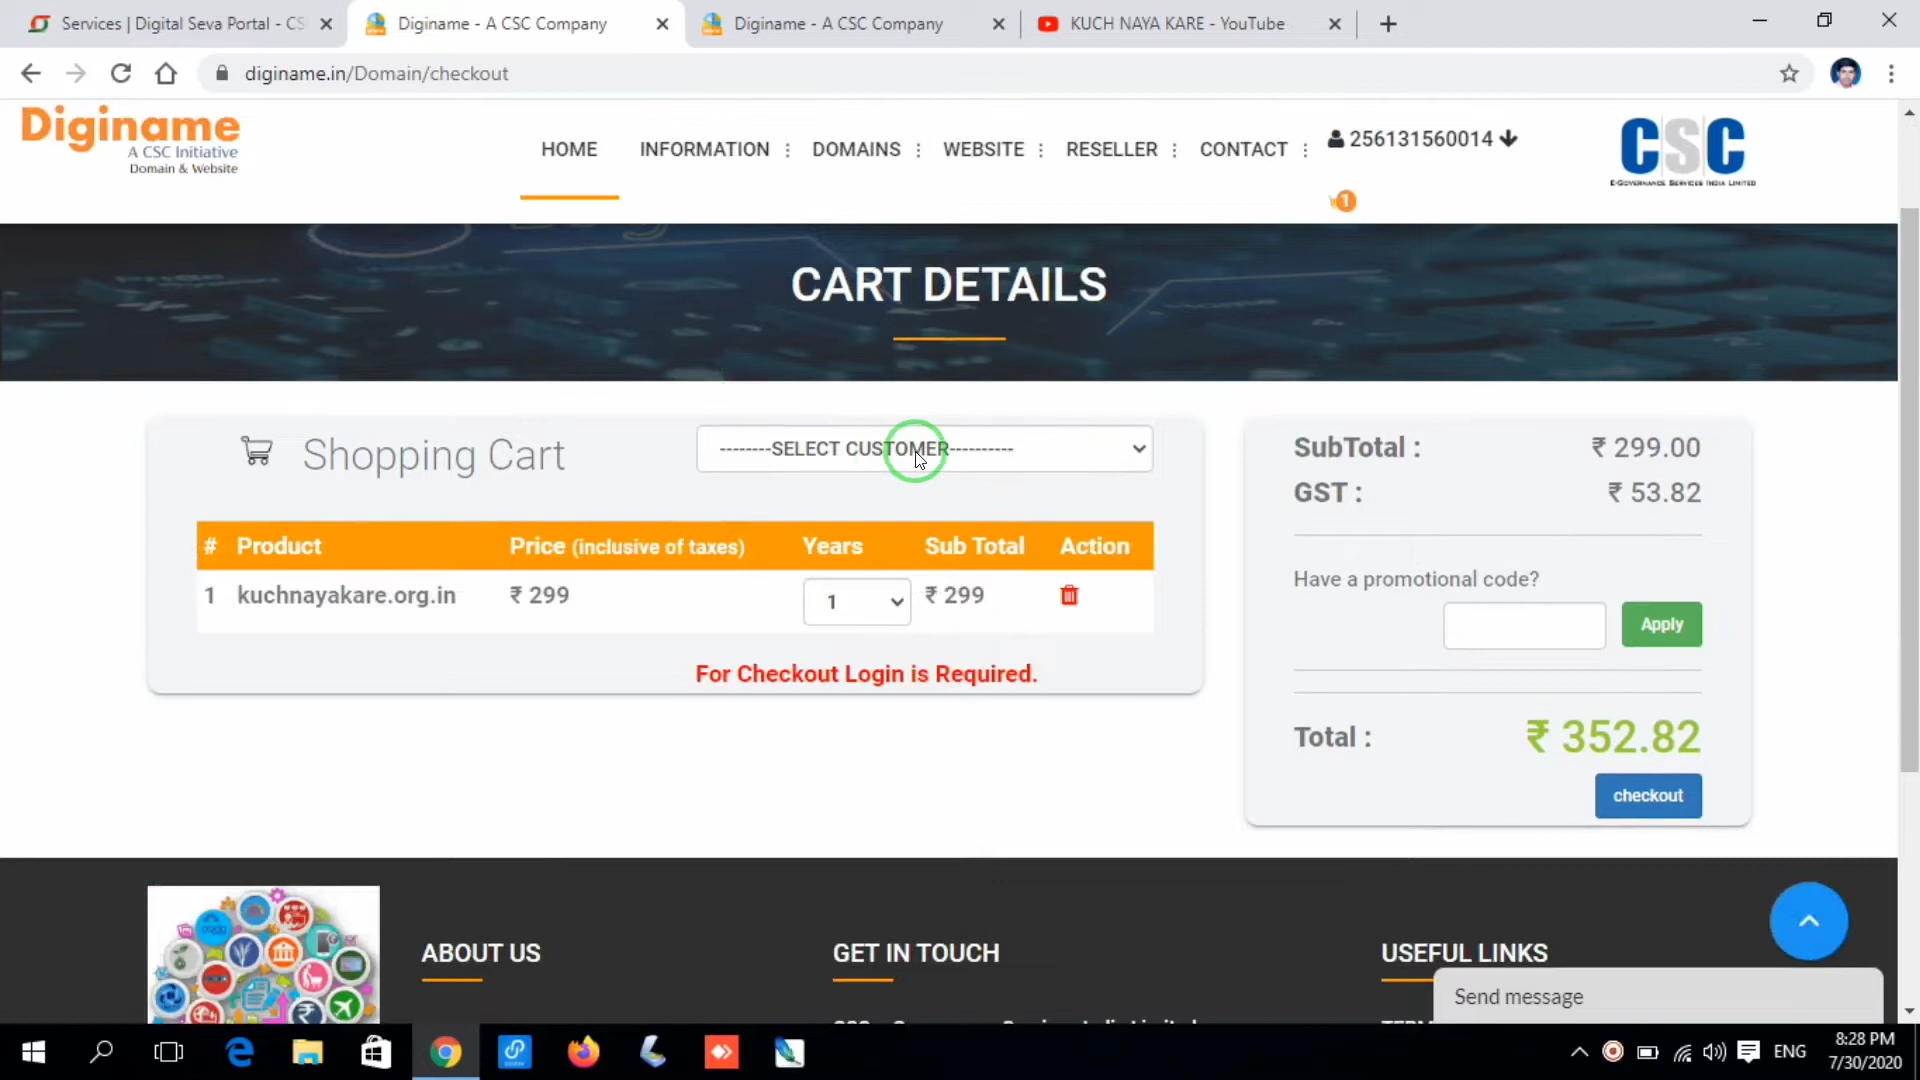 Services | Digital Seva Portal - CS
Diginame - A CSC Company
Diginame - A CSC Company
KUCH NAYA KARE - YouTube
diginame.in/Domain/checkout
Diginame
A CSC Initiative
Domain & Website
HOME
INFORMATION
DOMAINS
WEBSITE
RESELLER
CONTACT
256131560014
1
CSC
E-Governance Services India Limited
CART DETAILS
Shopping Cart
--------SELECT CUSTOMER----------
# Product Price (inclusive of taxes) Years Sub Total Action
1 kuchnayakare.org.in ₹ 299 1 ₹ 299
For Checkout Login is Required.
SubTotal : ₹ 299.00
GST : ₹ 53.82
Have a promotional code?
Apply
Total : ₹ 352.82
checkout
ABOUT US
GET IN TOUCH
USEFUL LINKS
Send message
ENG
8:28 PM
7/30/2020